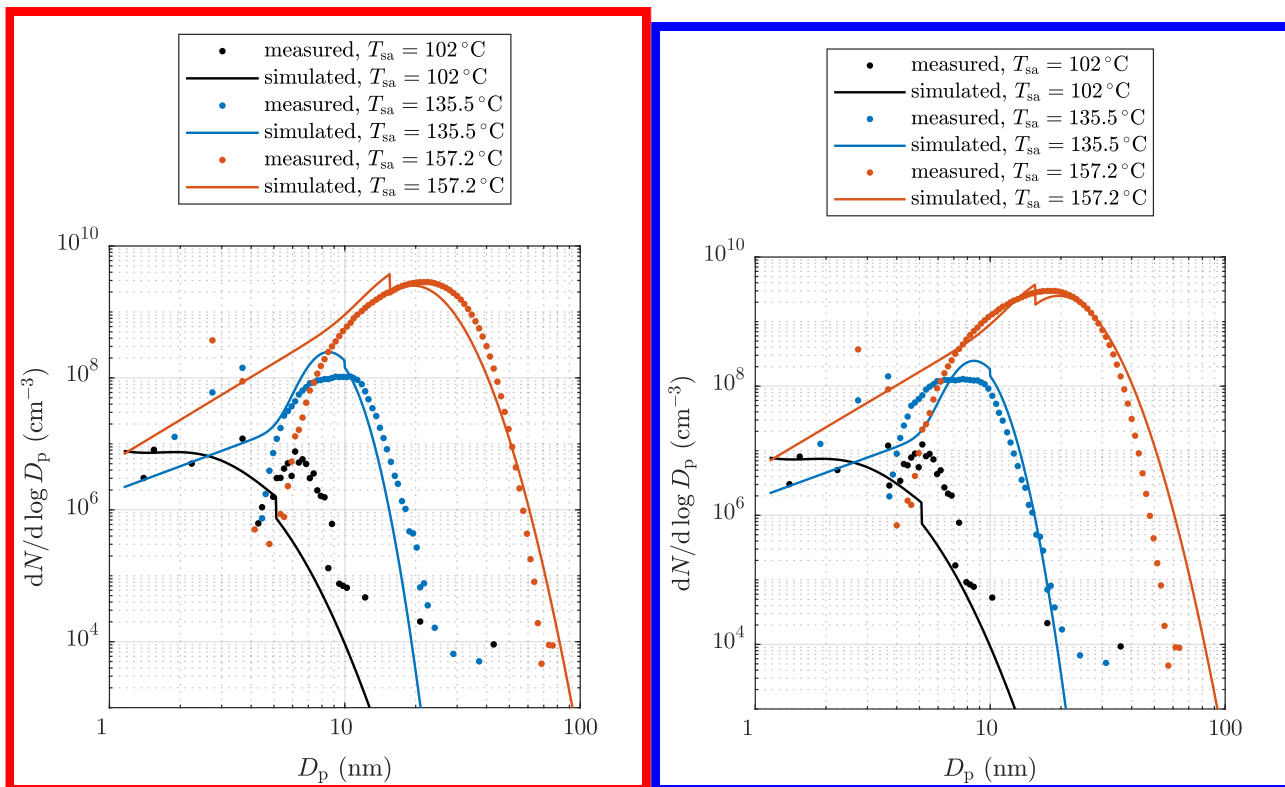 measured, T_sa = 102 °C
simulated, T_sa = 102 °C
measured, T_sa = 135.5 °C
simulated, T_sa = 135.5 °C
measured, T_sa = 157.2 °C
simulated, T_sa = 157.2 °C
10^10
10^8
10^6
10^4
dN/d log D_p (cm^−3)
1
10
100
D_p (nm)
measured, T_sa = 102 °C
simulated, T_sa = 102 °C
measured, T_sa = 135.5 °C
simulated, T_sa = 135.5 °C
measured, T_sa = 157.2 °C
simulated, T_sa = 157.2 °C
10^10
10^8
10^6
10^4
dN/d log D_p (cm^−3)
1
10
100
D_p (nm)